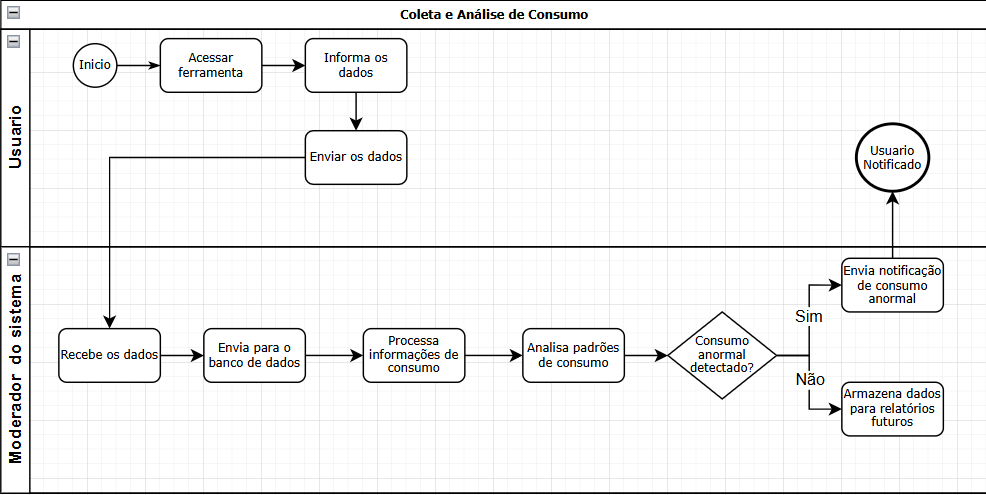 Coleta e Análise de Consumo
Usuario
Inicio
Acessar
ferramenta
Informa os
dados
Enviar os dados
Usuario
Notificado
Moderador do sistema
Recebe os dados
Envia para o
banco de dados
Processa
informações de
consumo
Analisa padrões
de consumo
Consumo
anormal
detectado?
Sim
Envia notificação
de consumo
anormal
Não
Armazena dados
para relatórios
futuros